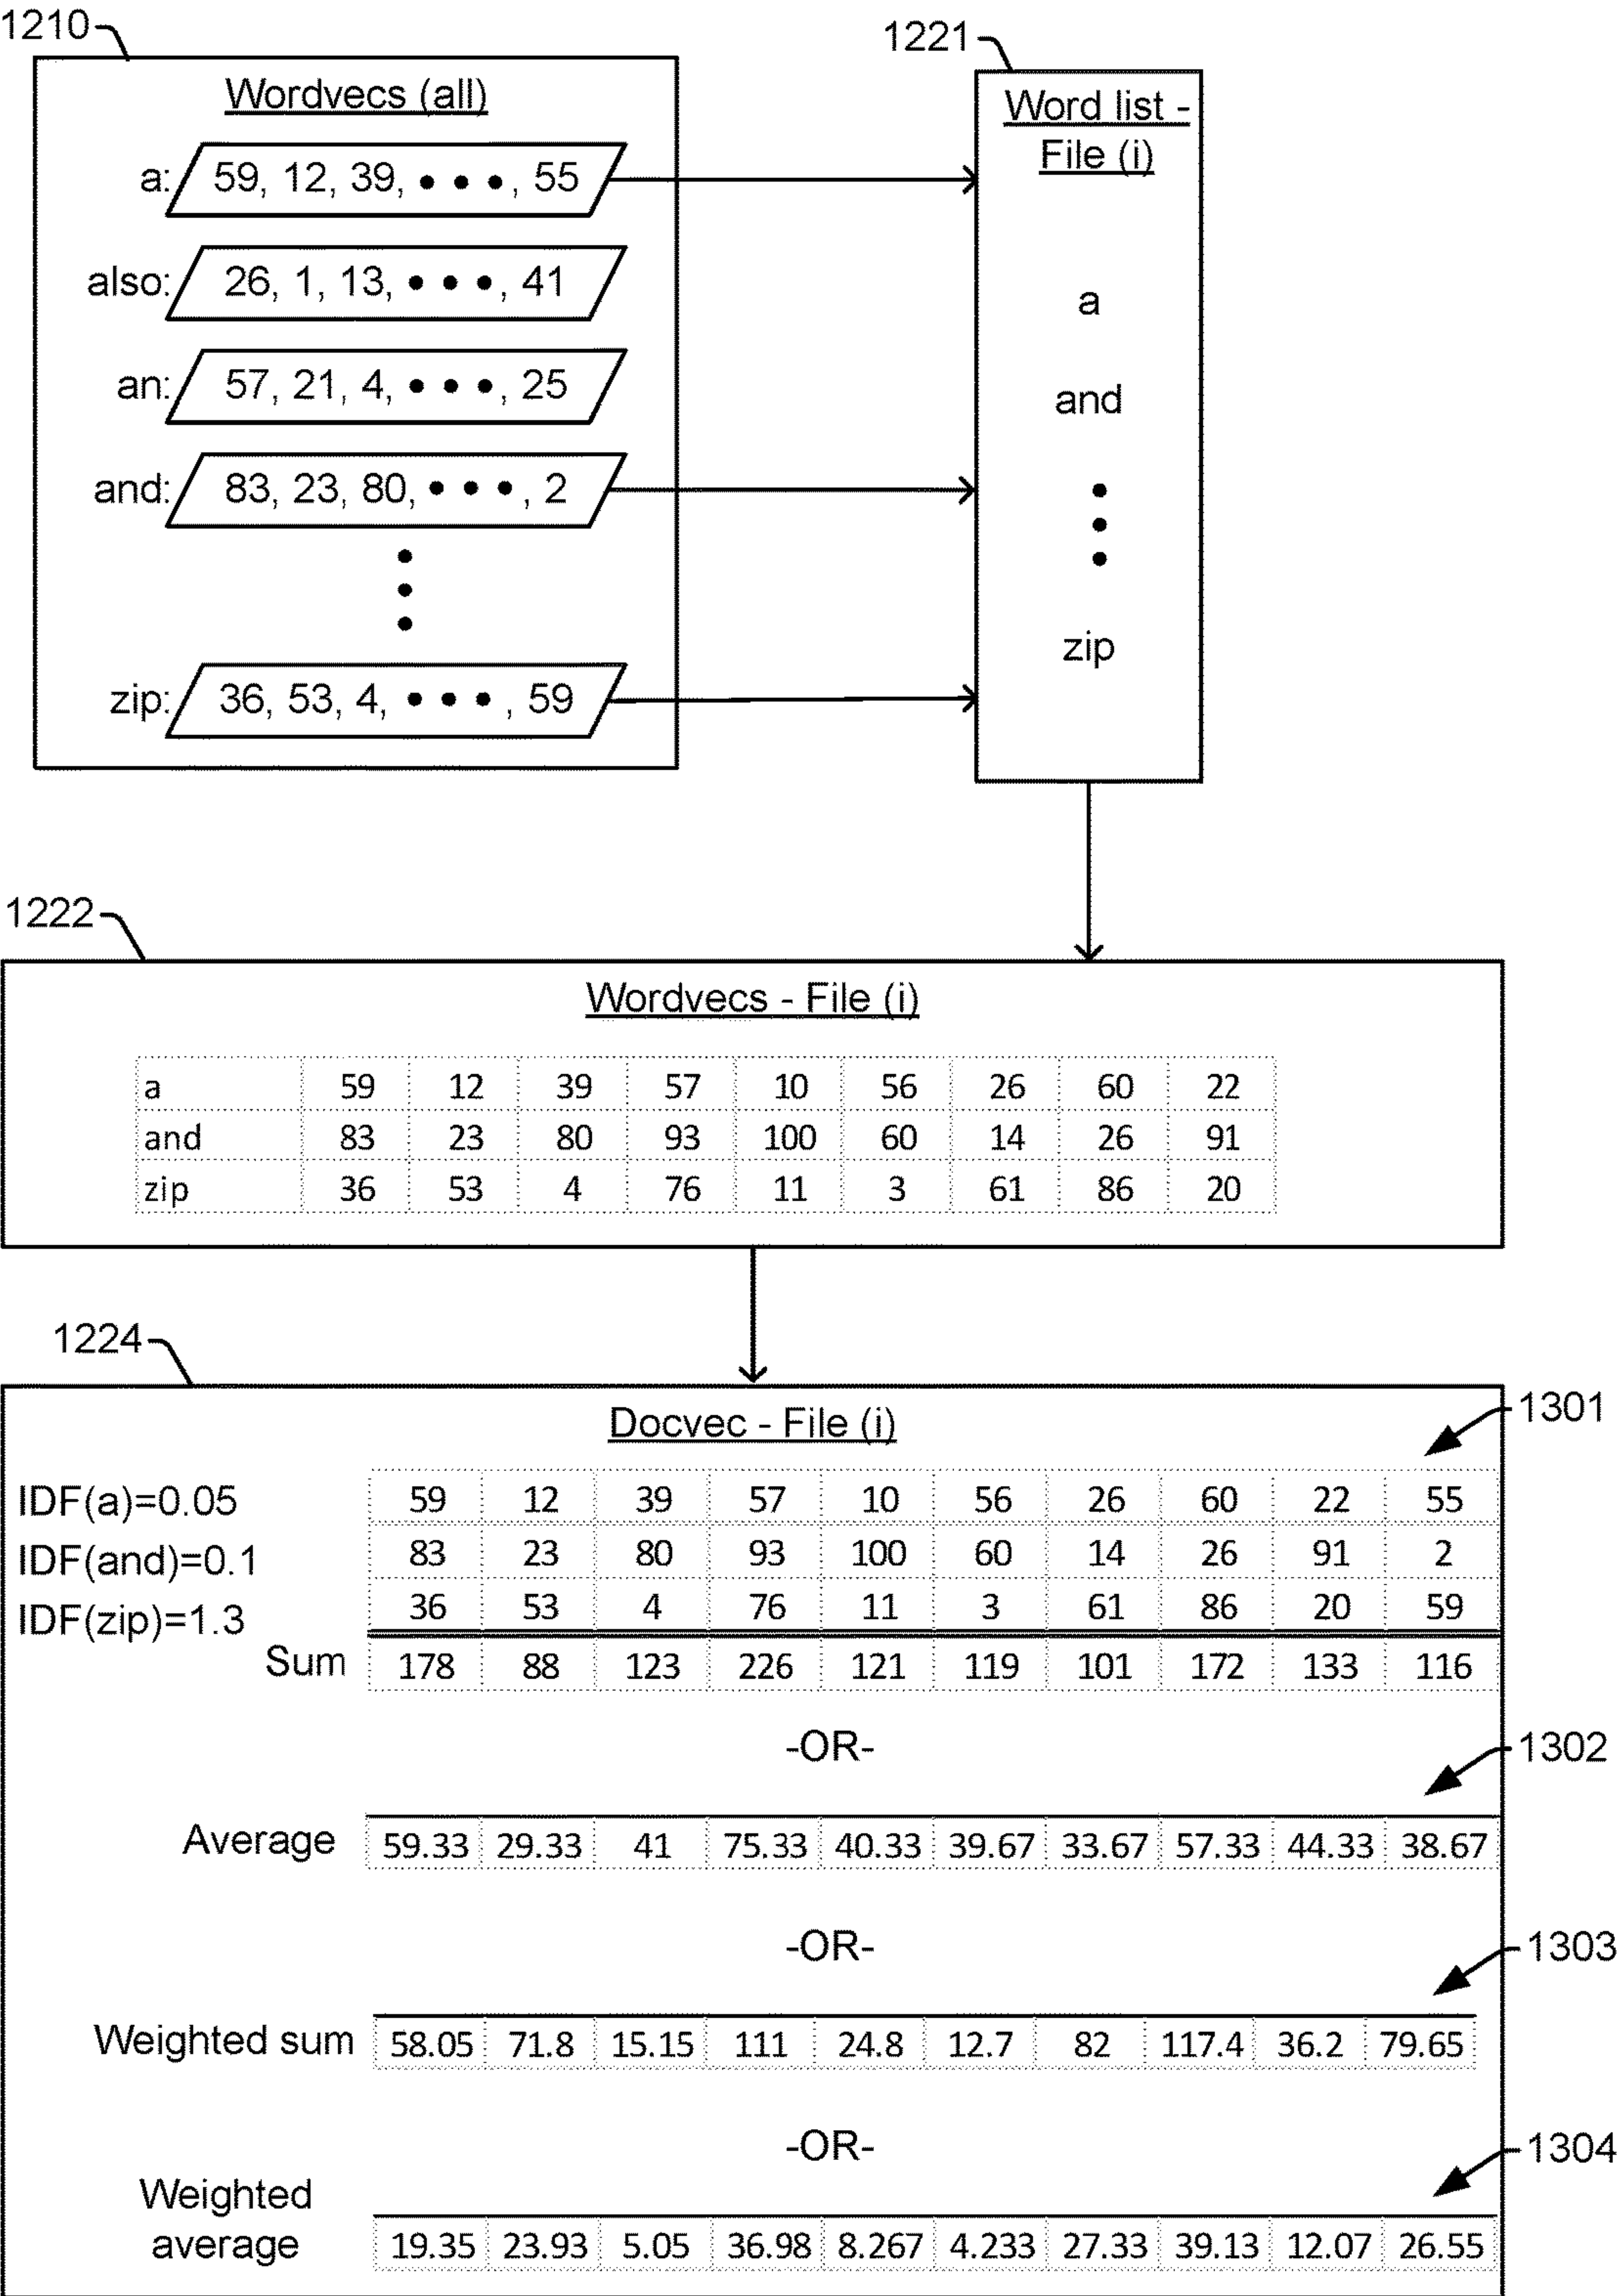 1210
1221
Wordvecs (all)
a: 59, 12, 39, • • •, 55
also: 26, 1, 13, • • •, 41
an: 57, 21, 4, • • •, 25
and: 83, 23, 80, • • •, 2
zip: 36, 53, 4, • • •, 59
Word list -
File (i)
a
and
zip
1222
Wordvecs - File (i)
a 59 12 39 57 10 56 26 60 22
and 83 23 80 93 100 60 14 26 91
zip 36 53 4 76 11 3 61 86 20
1224
Docvec - File (i)
1301
IDF(a)=0.05 59 12 39 57 10 56 26 60 22 55
IDF(and)=0.1 83 23 80 93 100 60 14 26 91 2
IDF(zip)=1.3 36 53 4 76 11 3 61 86 20 59
Sum 178 88 123 226 121 119 101 172 133 116
-OR-
1302
Average 59.33 29.33 41 75.33 40.33 39.67 33.67 57.33 44.33 38.67
-OR-
1303
Weighted sum 58.05 71.8 15.15 111 24.8 12.7 82 117.4 36.2 79.65
-OR-
1304
Weighted
average 19.35 23.93 5.05 36.98 8.267 4.233 27.33 39.13 12.07 26.55